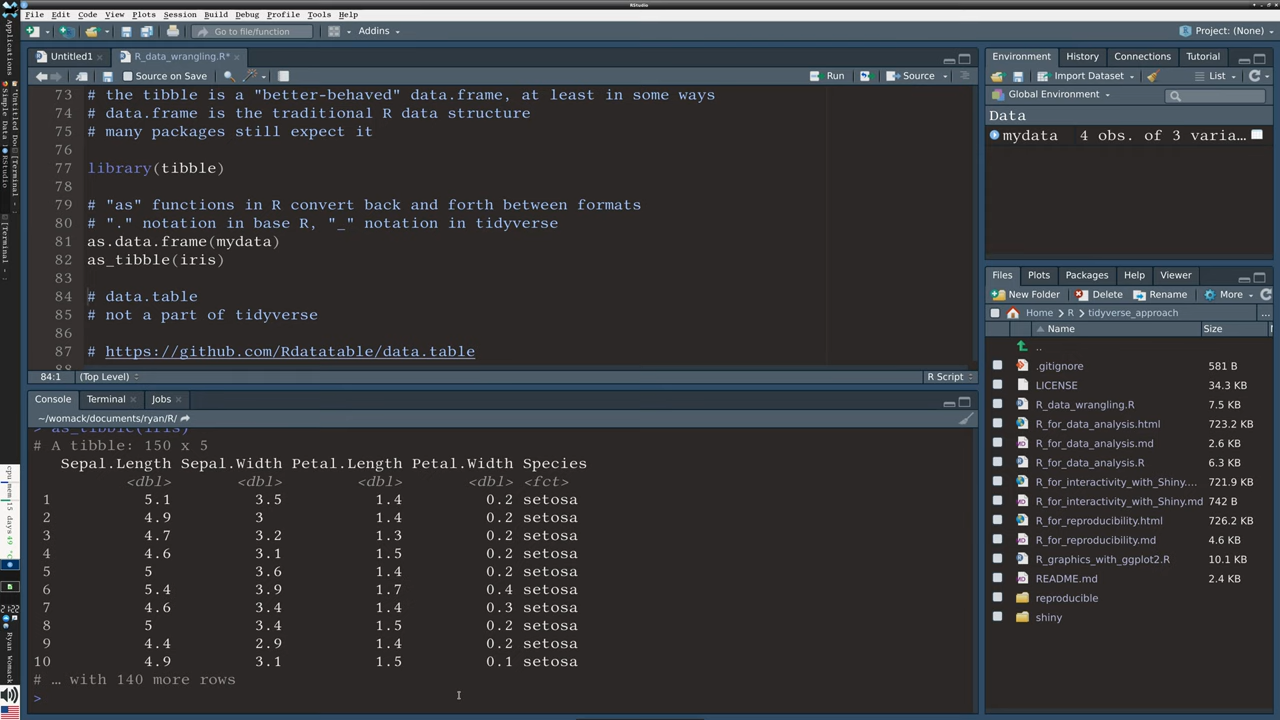 RStudio
File Edit Code View Plots Session Build Debug Profile Tools Help
Go to file/function
Addins
Project: (None)
Untitled1
R_data_wrangling.R*
Source on Save
Run
Source
73 # the tibble is a "better-behaved" data.frame, at least in some ways
74 # data.frame is the traditional R data structure
75 # many packages still expect it
76
77 library(tibble)
78
79 # "as" functions in R convert back and forth between formats
80 # "." notation in base R, "_" notation in tidyverse
81 as.data.frame(mydata)
82 as_tibble(iris)
83
84 # data.table
85 # not a part of tidyverse
86
87 # https://github.com/Rdatatable/data.table
88
84:1 (Top Level) R Script
Console Terminal Jobs
~/womack/documents/ryan/R/
> as_tibble(iris)
# A tibble: 150 x 5
Sepal.Length Sepal.Width Petal.Length Petal.Width Species
<dbl> <dbl> <dbl> <dbl> <fct>
1 5.1 3.5 1.4 0.2 setosa
2 4.9 3 1.4 0.2 setosa
3 4.7 3.2 1.3 0.2 setosa
4 4.6 3.1 1.5 0.2 setosa
5 5 3.6 1.4 0.2 setosa
6 5.4 3.9 1.7 0.4 setosa
7 4.6 3.4 1.4 0.3 setosa
8 5 3.4 1.5 0.2 setosa
9 4.4 2.9 1.4 0.2 setosa
10 4.9 3.1 1.5 0.1 setosa
# … with 140 more rows
>
Environment History Connections Tutorial
Import Dataset List
Global Environment
Data
mydata 4 obs. of 3 varia…
Files Plots Packages Help Viewer
New Folder Delete Rename More
Home R tidyverse_approach ...
Name Size
..
.gitignore 581 B
LICENSE 34.3 KB
R_data_wrangling.R 7.5 KB
R_for_data_analysis.html 723.2 KB
R_for_data_analysis.md 2.6 KB
R_for_data_analysis.R 6.3 KB
R_for_interactivity_with_Shiny.... 721.9 KB
R_for_interactivity_with_Shiny.md 742 B
R_for_reproducibility.html 726.2 KB
R_for_reproducibility.md 4.6 KB
R_graphics_with_ggplot2.R 10.1 KB
README.md 2.4 KB
reproducible
shiny
Applications
RStudio
[Terminal]
Ryan Womack